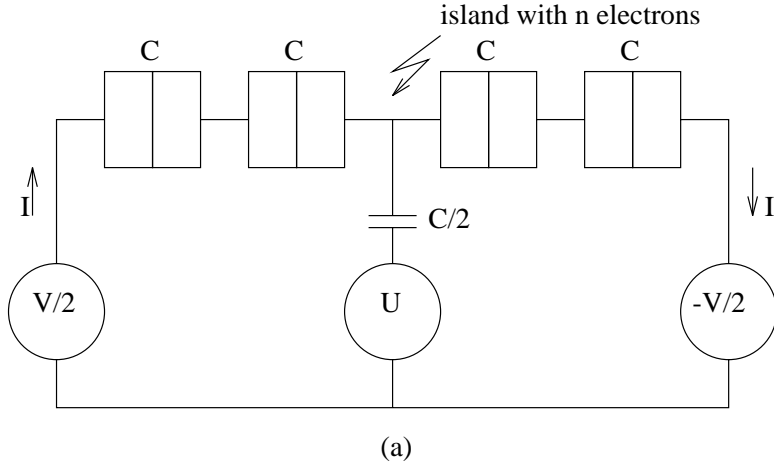 island with n electrons
C C C C
I I
C/2
V/2 U -V/2
(a)